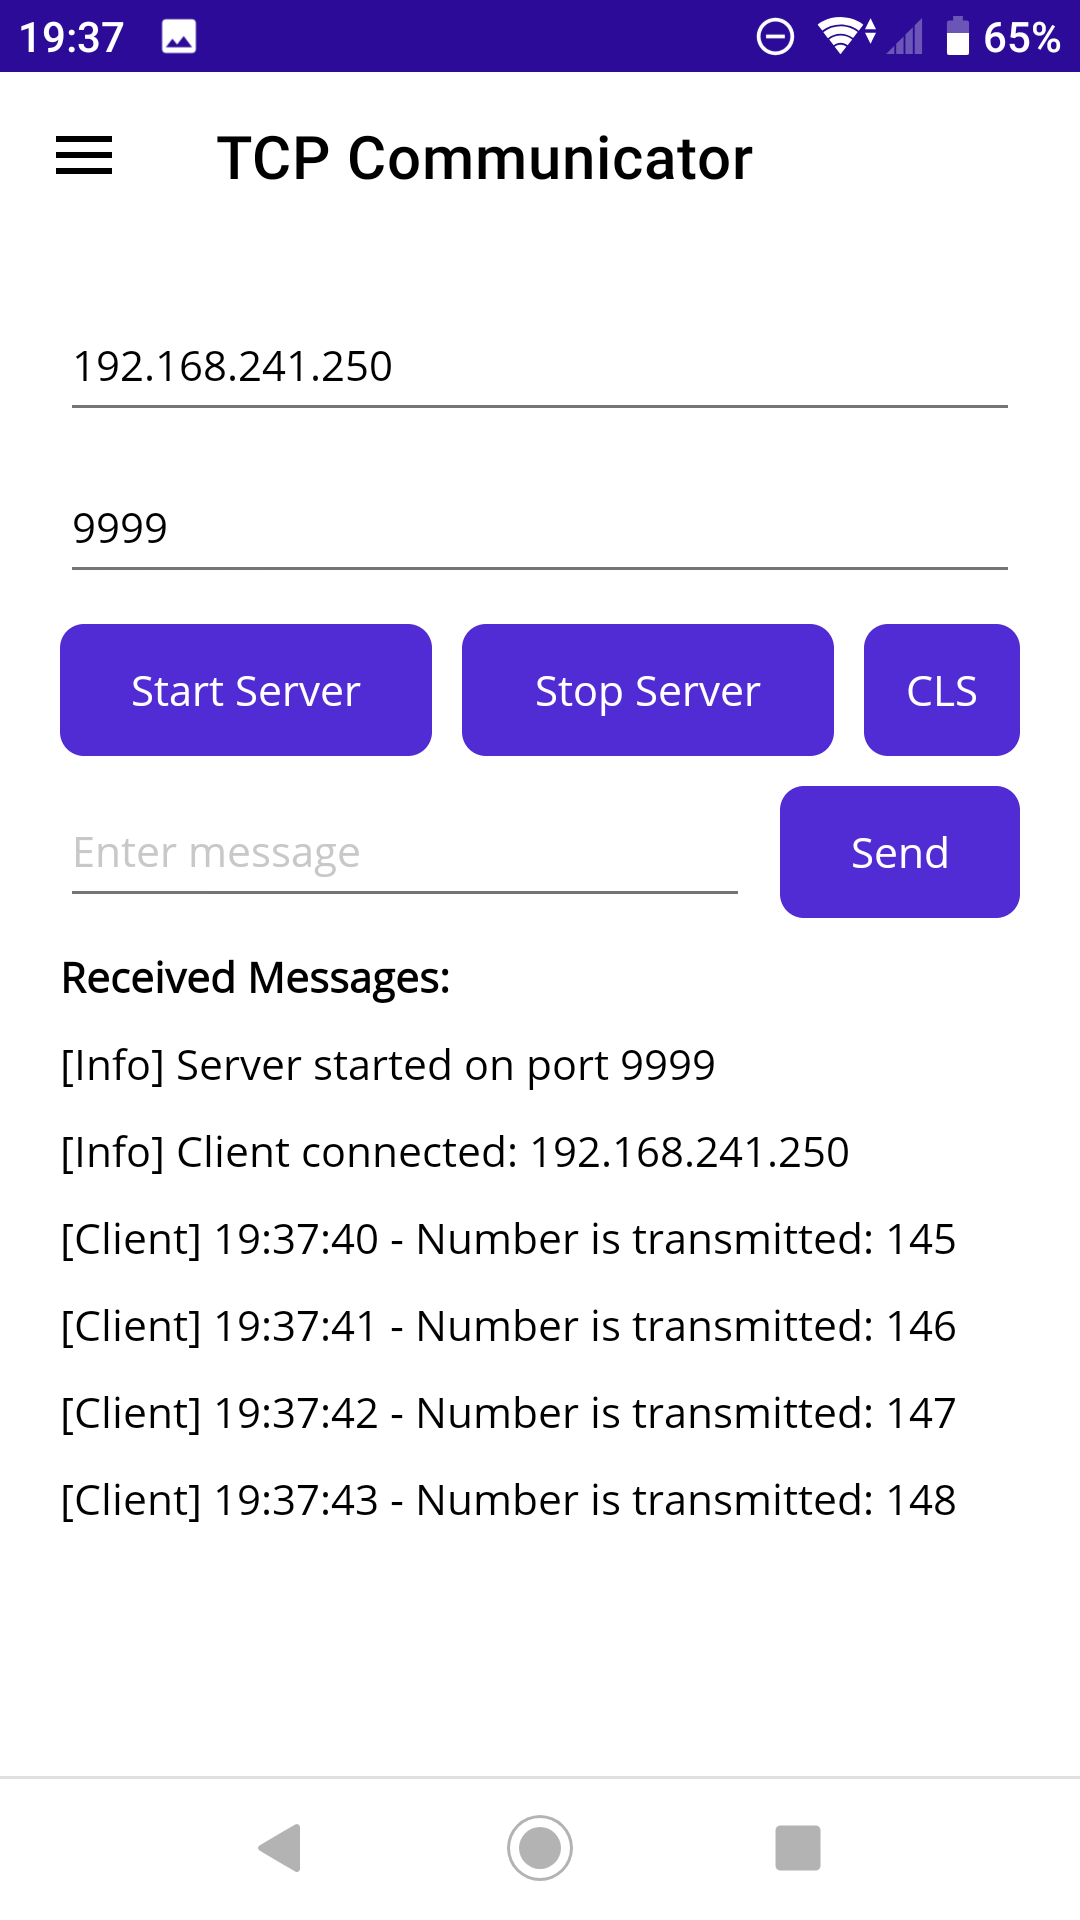 19:37 65%
TCP Communicator
192.168.241.250
9999
Start Server Stop Server CLS
Enter message Send
Received Messages:
[Info] Server started on port 9999
[Info] Client connected: 192.168.241.250
[Client] 19:37:40 - Number is transmitted: 145
[Client] 19:37:41 - Number is transmitted: 146
[Client] 19:37:42 - Number is transmitted: 147
[Client] 19:37:43 - Number is transmitted: 148